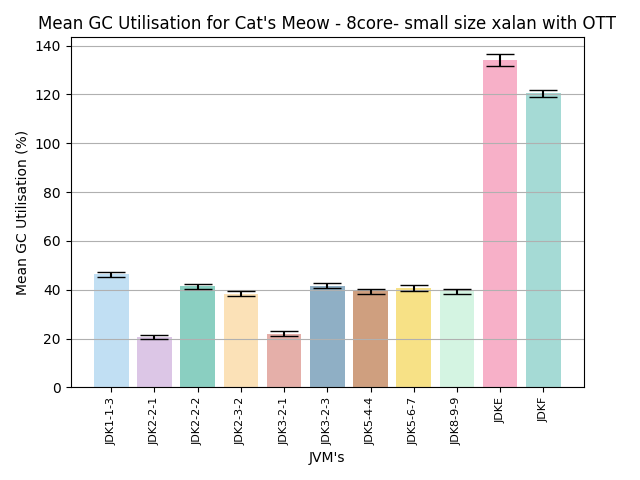 Mean GC Utilisation for Cat's Meow - 8core- small size xalan with OTT
Mean GC Utilisation (%)
140
120
100
80
60
40
20
0
JDK1-1-3
JDK2-2-1
JDK2-2-2
JDK2-3-2
JDK3-2-1
JDK3-2-3
JDK5-4-4
JDK5-6-7
JDK8-9-9
JDKE
JDKF
JVM's